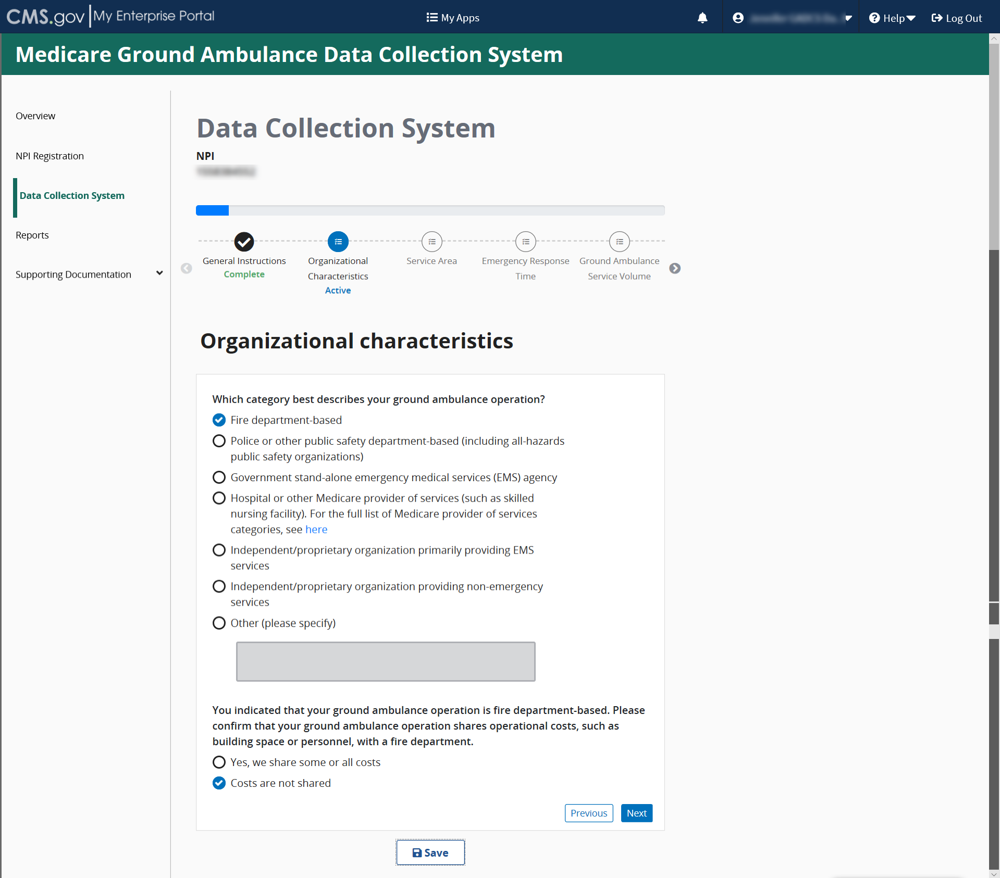 CMS.gov My Enterprise Portal
My Apps
Help
Log Out
Medicare Ground Ambulance Data Collection System
Overview
NPI Registration
Data Collection System
Reports
Supporting Documentation
Data Collection System
NPI
General Instructions
Complete
Organizational
Characteristics
Active
Service Area
Emergency Response
Time
Ground Ambulance
Service Volume
Organizational characteristics
Which category best describes your ground ambulance operation?
Fire department-based
Police or other public safety department-based (including all-hazards
public safety organizations)
Government stand-alone emergency medical services (EMS) agency
Hospital or other Medicare provider of services (such as skilled
nursing facility). For the full list of Medicare provider of services
categories, see here
Independent/proprietary organization primarily providing EMS
services
Independent/proprietary organization providing non-emergency
services
Other (please specify)
You indicated that your ground ambulance operation is fire department-based. Please
confirm that your ground ambulance operation shares operational costs, such as
building space or personnel, with a fire department.
Yes, we share some or all costs
Costs are not shared
Previous
Next
Save